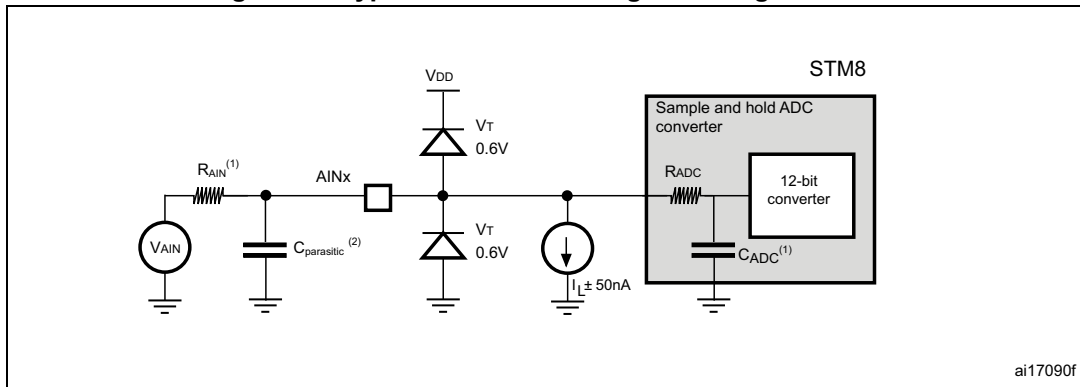 STM8
VDD
Sample and hold ADC
converter
VT
0.6V
RAIN(1)
AINx
RADC
12-bit
converter
VAIN
Cparasitic (2)
VT
0.6V
IL± 50nA
CADC(1)
ai17090f